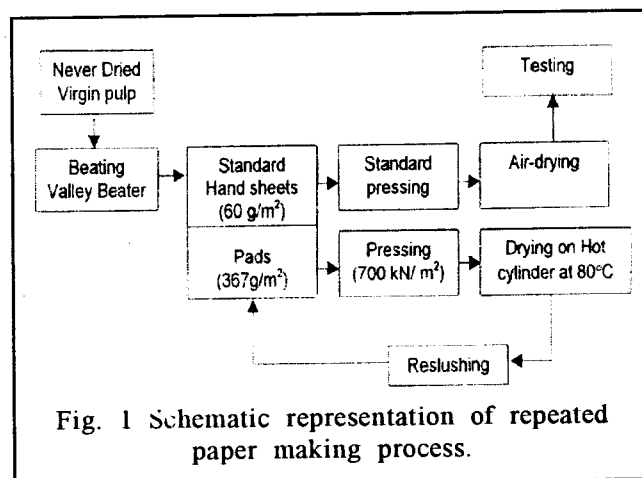 Never Dried
Virgin pulp
Testing
Beating
Valley Beater
Standard
Hand sheets
(60 g/m²)
Standard
pressing
Air-drying
Pads
(367g/m²)
Pressing
(700 kN/ m²)
Drying on Hot
cylinder at 80°C
Reslushing
Fig. 1 Schematic representation of repeated
paper making process.